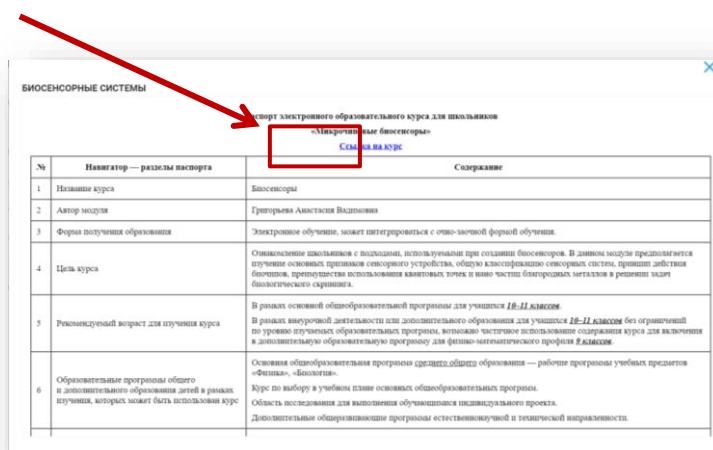 БИОСЕНСОРНЫЕ СИСТЕМЫ
Паспорт электронного образовательного курса для школьников
«Микрочиповые биосенсоры»
Ссылка на курс
№ Навигатор — разделы паспорта Содержание
1 Название курса Биосенсоры
2 Автор модуля Григорьева Анастасия Вадимовна
3 Форма получения образования Электронное обучение, может интегрироваться с очно-заочной формой обучения.
4 Цель курса
Ознакомление школьников с подходами, используемыми при создании биосенсоров. В данном модуле предполагается
изучение основных признаков сенсорного устройства, общую классификацию сенсорных систем, принцип действия
биочипов, преимущества использования квантовых точек и нано частиц благородных металлов в решении задач
биологического скрининга.
5 Рекомендуемый возраст для изучения курса
В рамках основной общеобразовательной программы для учащихся 10–11 классов.
В рамках внеурочной деятельности или дополнительного образования для учащихся 10–11 классов без ограничений
по уровню изучаемых образовательных программ, возможно частичное использование содержания курса для включения
в дополнительную образовательную программу для физико-математического профиля 9 классов.
6 Образовательные программы общего
и дополнительного образования детей в рамках
изучения, которых может быть использован курс
Основная общеобразовательная программа среднего общего образования — рабочие программы учебных предметов
«Физика», «Биология».
Курс по выбору в учебном плане основных общеобразовательных программ.
Область исследования для выполнения обучающимися индивидуального проекта.
Дополнительные общеразвивающие программы естественнонаучной и технической направленности.